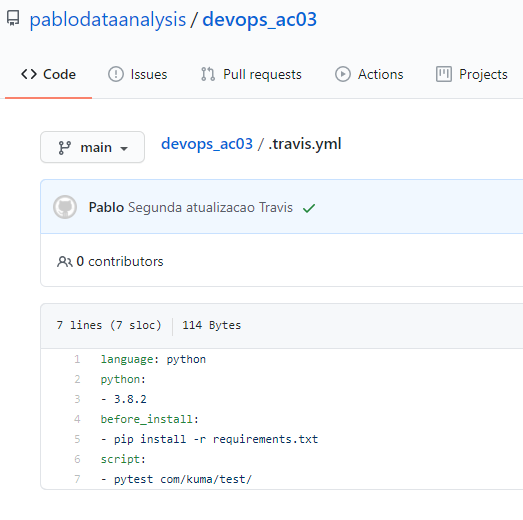 pablodataanalysis / devops_ac03
Code Issues Pull requests Actions Projects
main devops_ac03 / .travis.yml
Pablo Segunda atualizacao Travis
0 contributors
7 lines (7 sloc) 114 Bytes
1 language: python
2 python:
3 - 3.8.2
4 before_install:
5 - pip install -r requirements.txt
6 script:
7 - pytest com/kuma/test/